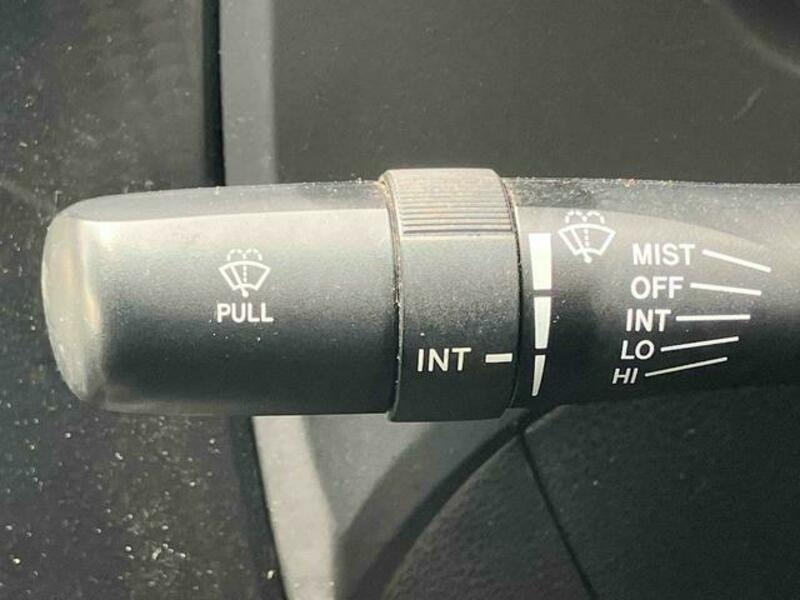 PULL
INT
MIST
OFF
INT
LO
HI